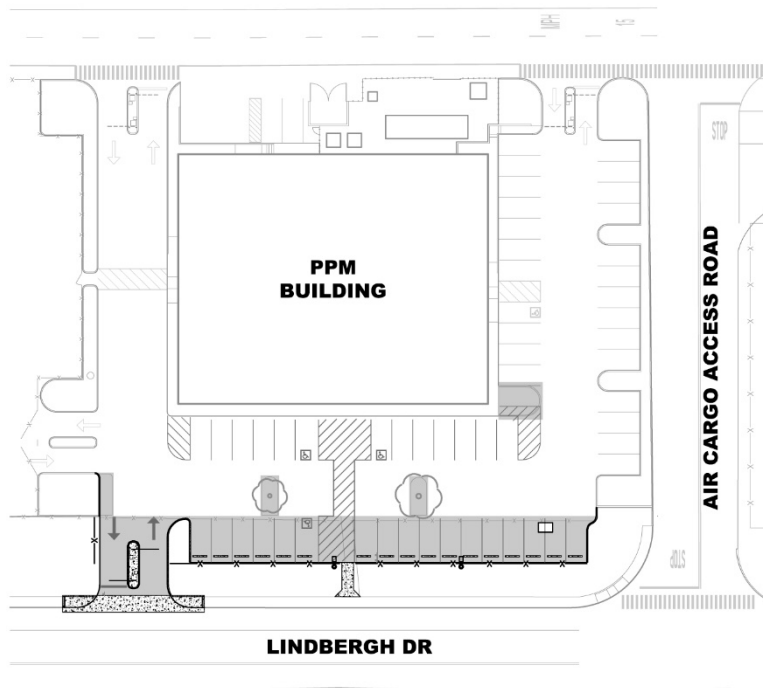 STOP
PPM
BUILDING
AIR CARGO ACCESS ROAD
STOP
LINDBERGH DR